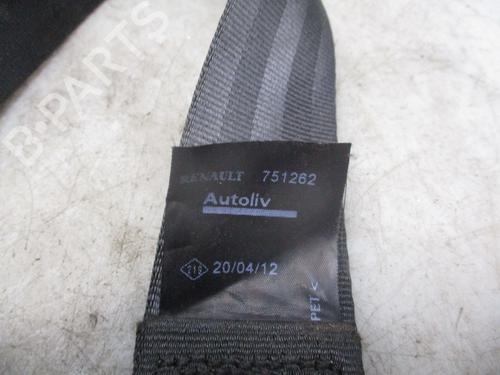 B-PARTS
RENAULT 751262
Autoliv
20/04/12
PET <